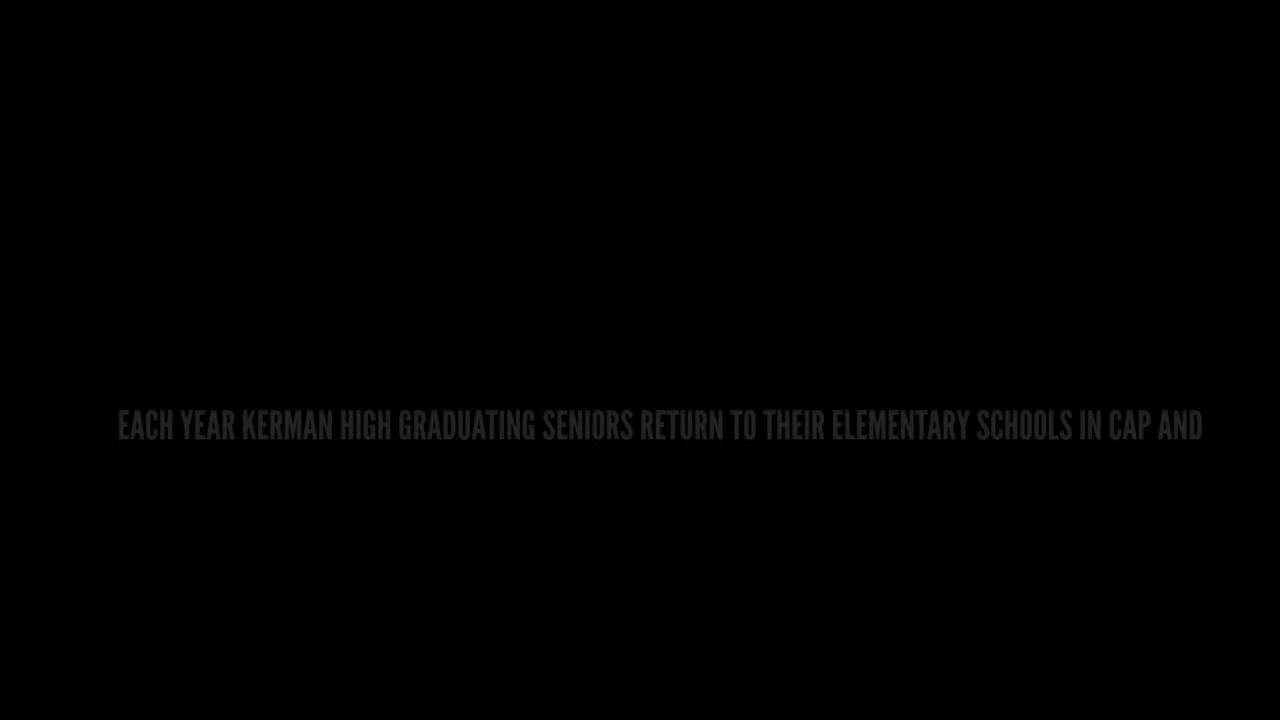 EACH YEAR KERMAN HIGH GRADUATING SENIORS RETURN TO THEIR ELEMENTARY SCHOOLS IN CAP AND